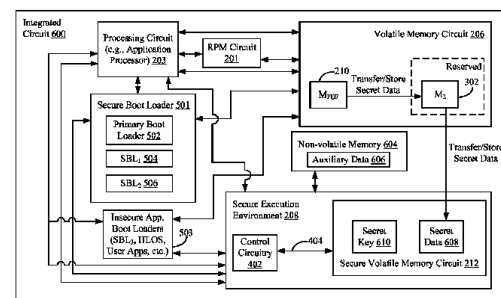 Integrated
Circuit 600
Processing Circuit
(e.g., Application
Processor) 203
RPM Circuit
201
Volatile Memory Circuit 206
210
Transfer/Store
Secret Data
Reserved
302
Secure Boot Loader 501
Primary Boot
Loader 502
SBL₁ 504
SBL₂ 506
Transfer/Store
Secret Data
Non-volatile Memory 604
Auxiliary Data 606
Insecure App.
Boot Loaders
(SBL₃, HLOS,
User Apps, etc.)
503
Secure Execution
Environment 208
Control
Circuitry
402
404
Secret
Key 610
Secret
Data 608
Secure Volatile Memory Circuit 212